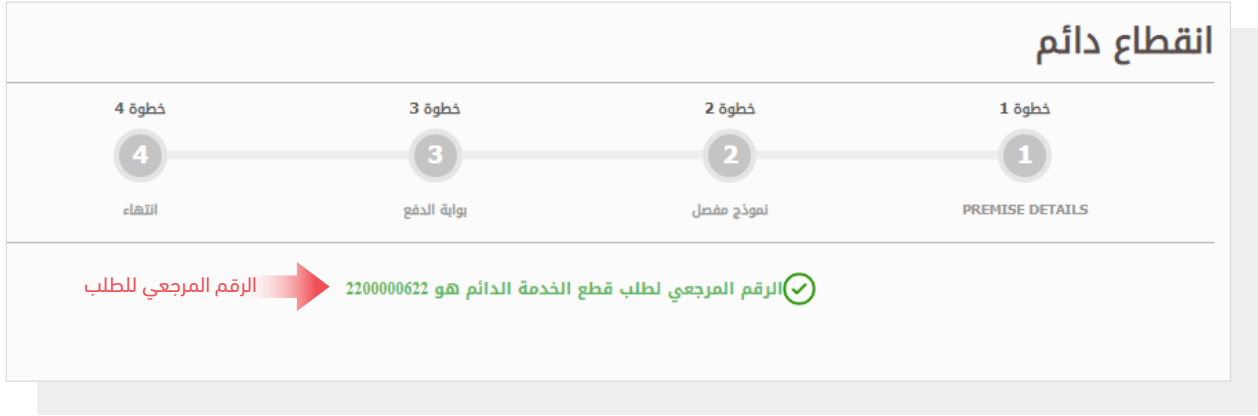 انقطاع دائم
خطوة 1
خطوة 2
خطوة 3
خطوة 4
1
2
3
4
PREMISE DETAILS
نموذج مفصل
بوابة الدفع
انتهاء
الرقم المرجعي لطلب قطع الخدمة الدائم هو 2200000622
الرقم المرجعي للطلب